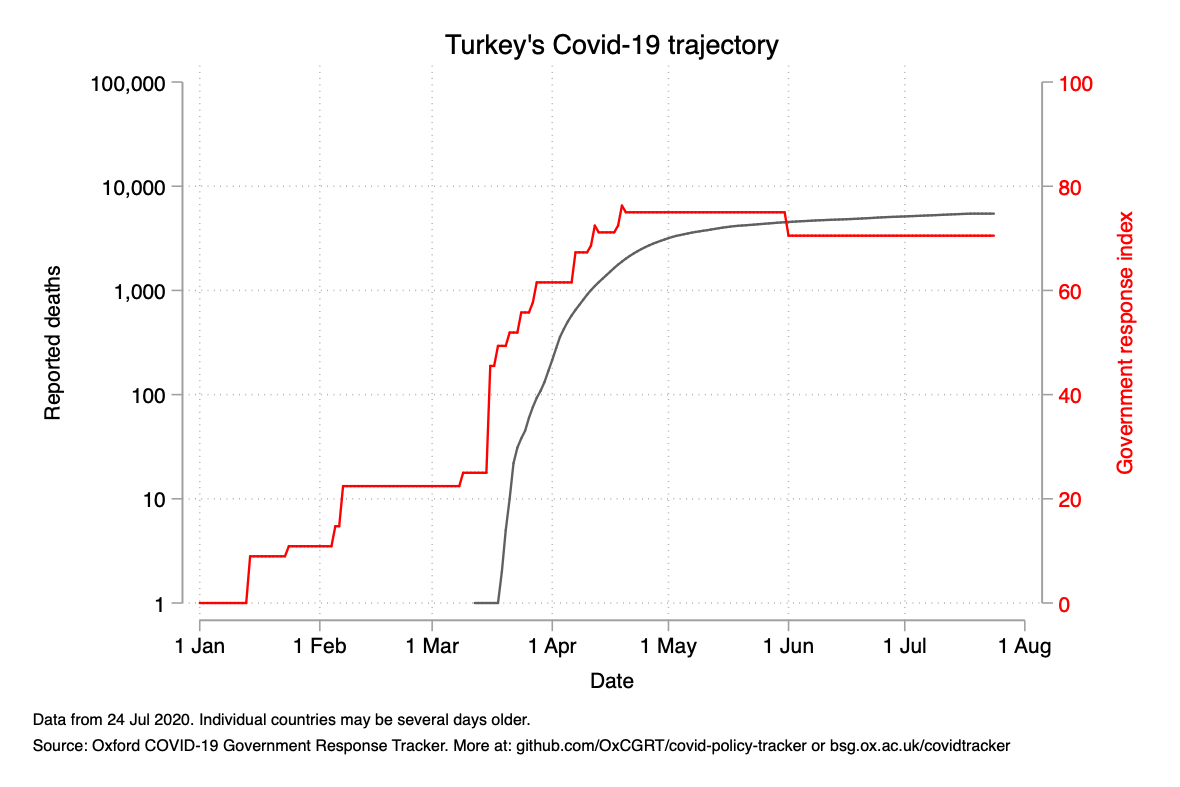 Turkey's Covid-19 trajectory
100,000
10,000
1,000
100
10
1
Reported deaths
100
80
60
40
20
0
Government response index
1 Jan 1 Feb 1 Mar 1 Apr 1 May 1 Jun 1 Jul 1 Aug
Date
Data from 24 Jul 2020. Individual countries may be several days older.
Source: Oxford COVID-19 Government Response Tracker. More at: github.com/OxCGRT/covid-policy-tracker or bsg.ox.ac.uk/covidtracker